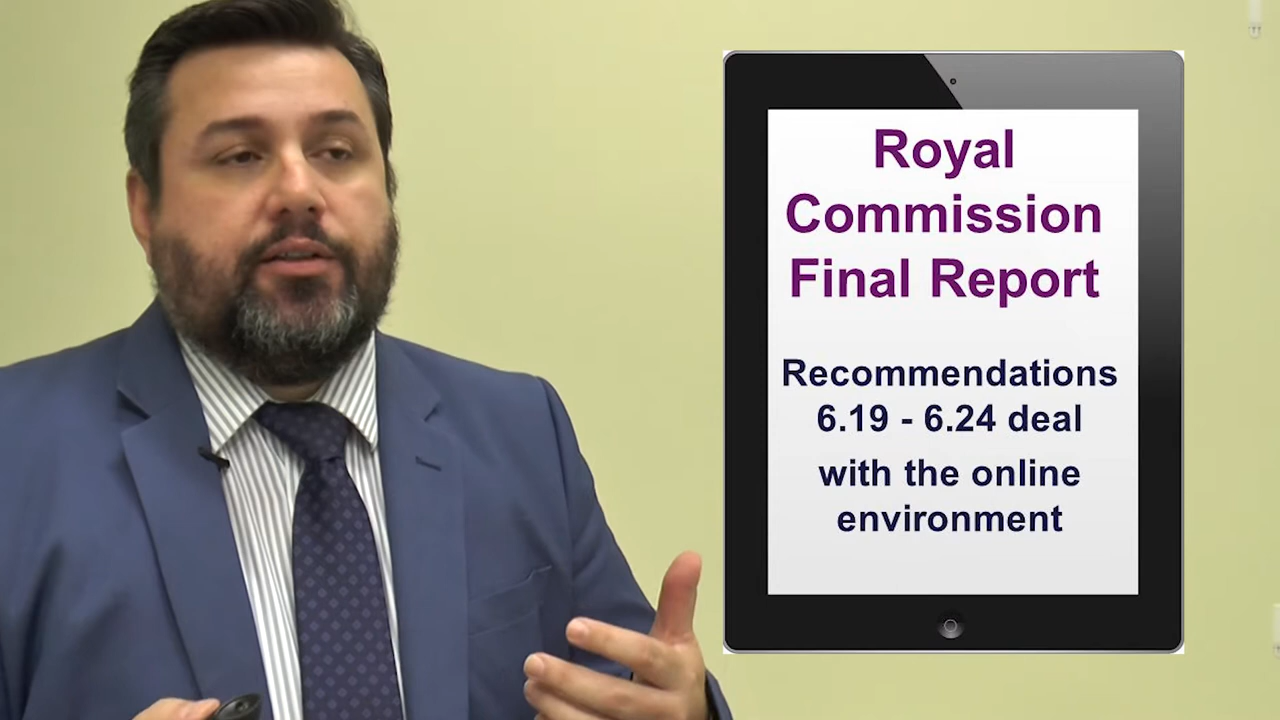 Royal
Commission
Final Report
Recommendations
6.19 - 6.24 deal
with the online
environment